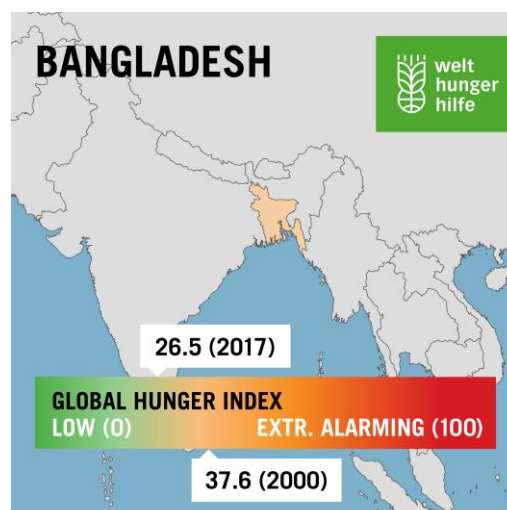 BANGLADESH
welt
hunger
hilfe
26.5 (2017)
GLOBAL HUNGER INDEX
LOW (0) EXTR. ALARMING (100)
37.6 (2000)